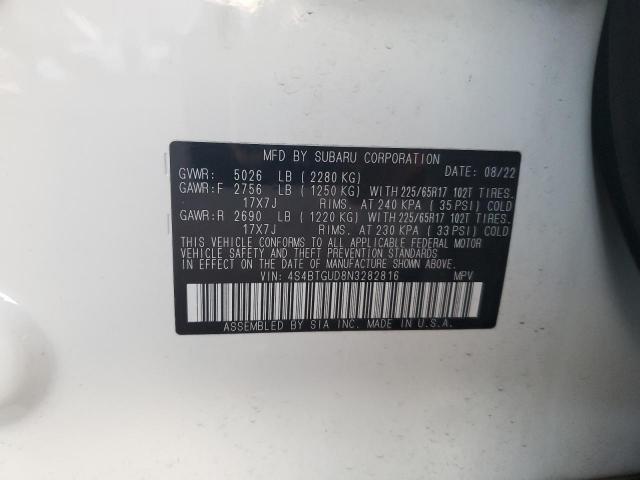 MFD BY SUBARU CORPORATION
GVWR: 5026 LB (2280 KG) DATE: 08/22
GAWR:F 2756 LB (1250 KG) WITH 225/65R17 102T TIRES.
17X7J RIMS. AT 240 KPA (35 PSI) COLD
GAWR:R 2690 LB (1220 KG) WITH 225/65R17 102T TIRES.
17X7J RIMS. AT 230 KPA (33 PSI) COLD
THIS VEHICLE CONFORMS TO ALL APPLICABLE FEDERAL MOTOR
VEHICLE SAFETY AND THEFT PREVENTION STANDARDS
IN EFFECT ON THE DATE OF MANUFACTURE SHOWN ABOVE.
VIN: 4S4BTGUD8N3282816 MPV
ASSEMBLED BY SIA INC. MADE IN U.S.A.